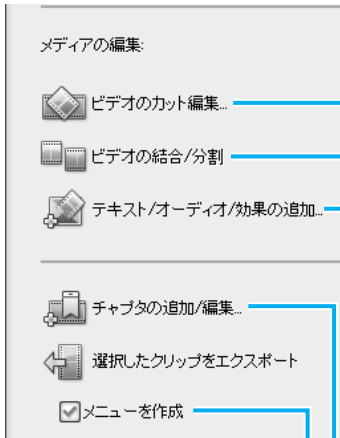 メディアの編集:
ビデオのカット編集...
ビデオの結合/分割
テキスト/オーディオ/効果の追加...
チャプタの追加/編集...
選択したクリップをエクスポート
メニューを作成